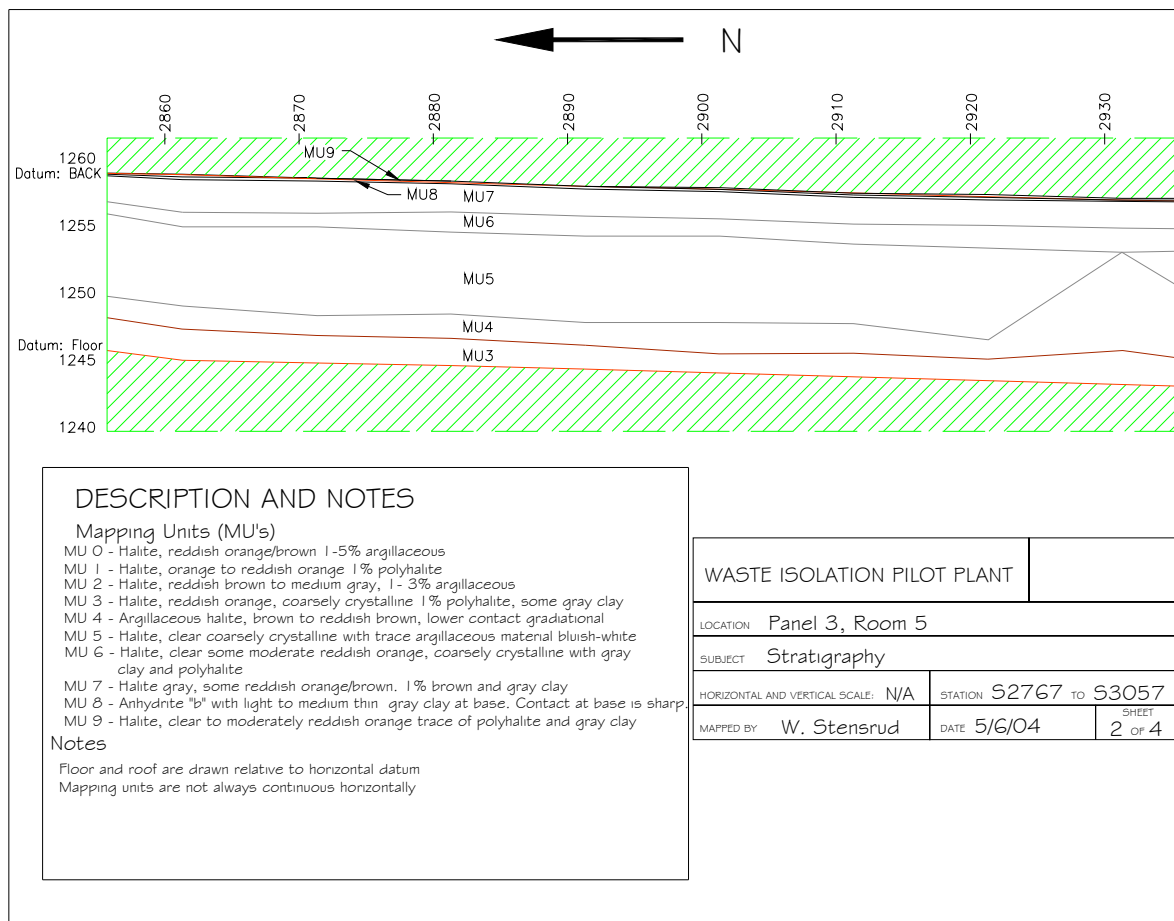 N
2860 2870 2880 2890 2900 2910 2920 2930
MU9
1260
Datum: BACK
MU8 MU7
1255
MU6
MU5
1250
MU4
Datum: Floor
1245
MU3
1240
DESCRIPTION AND NOTES
Mapping Units (MU's)
MU 0 - Halite, reddish orange/brown 1-5% argillaceous
MU 1 - Halite, orange to reddish orange 1% polyhalite
MU 2 - Halite, reddish brown to medium gray, 1- 3% argillaceous
MU 3 - Halite, reddish orange, coarsely crystalline 1% polyhalite, some gray clay
MU 4 - Argillaceous halite, brown to reddish brown, lower contact gradiational
MU 5 - Halite, clear coarsely crystalline with trace argillaceous material bluish-white
MU 6 - Halite, clear some moderate reddish orange, coarsely crystalline with gray
clay and polyhalite
MU 7 - Halite gray, some reddish orange/brown. 1% brown and gray clay
MU 8 - Anhydrite "b" with light to medium thin gray clay at base. Contact at base is sharp.
MU 9 - Halite, clear to moderately reddish orange trace of polyhalite and gray clay
Notes
Floor and roof are drawn relative to horizontal datum
Mapping units are not always continuous horizontally
WASTE ISOLATION PILOT PLANT
LOCATION Panel 3, Room 5
SUBJECT Stratigraphy
HORIZONTAL AND VERTICAL SCALE: N/A STATION S2767 TO S3057
MAPPED BY W. Stensrud DATE 5/6/04 SHEET
2 OF 4